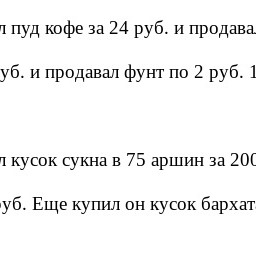 л пуд кофе за 24 руб. и продава
уб. и продавал фунт по 2 руб. 1
л кусок сукна в 75 аршин за 200
руб. Еще купил он кусок бархат